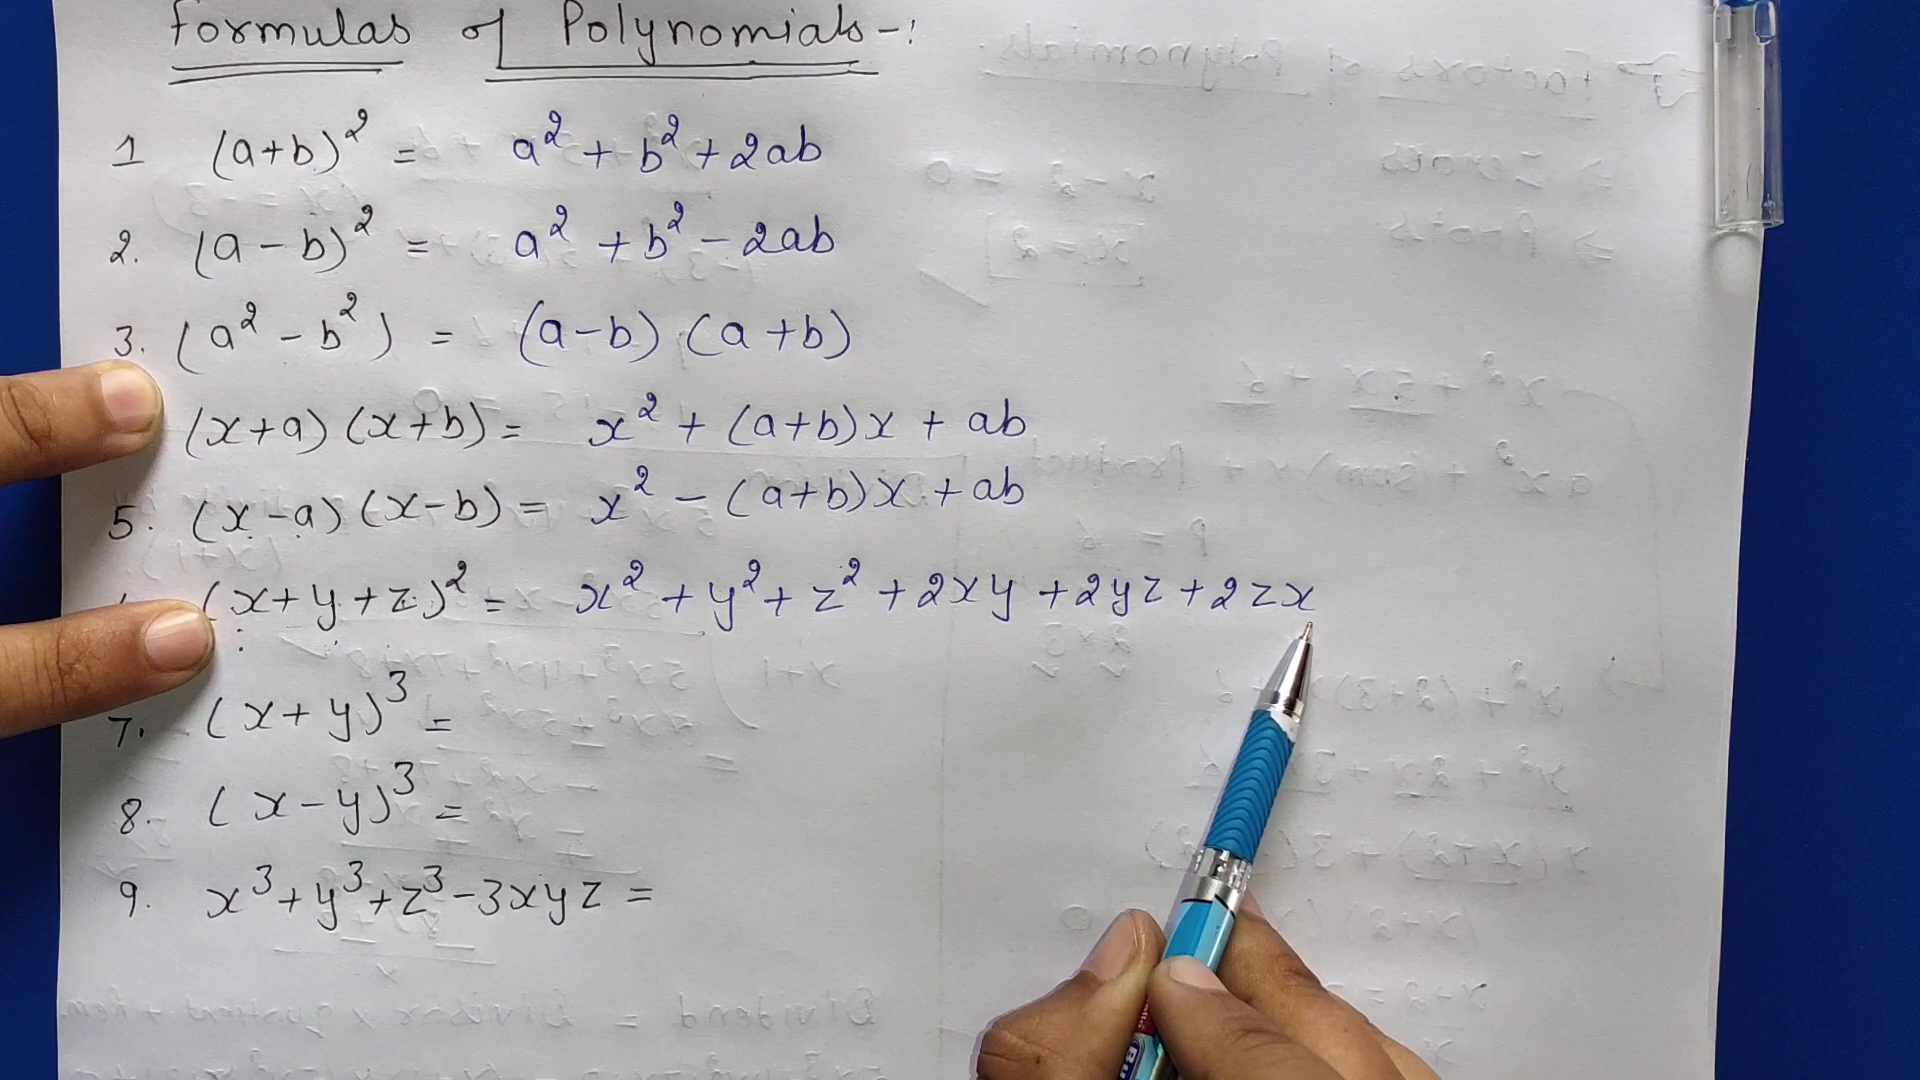 Formulas of Polynomials -:
1 (a+b)² = a² + b² + 2ab
2. (a - b)² = a² + b² - 2ab
3. (a² - b²) = (a-b) (a+b)
(x+a) (x+b) = x² + (a+b)x + ab
5. (x-a) (x-b) = x² - (a+b)x + ab
(x+y+z)² = x² + y² + z² + 2xy + 2yz + 2zx
7. (x+y)³ =
8. (x-y)³ =
9. x³+y³+z³-3xyz =